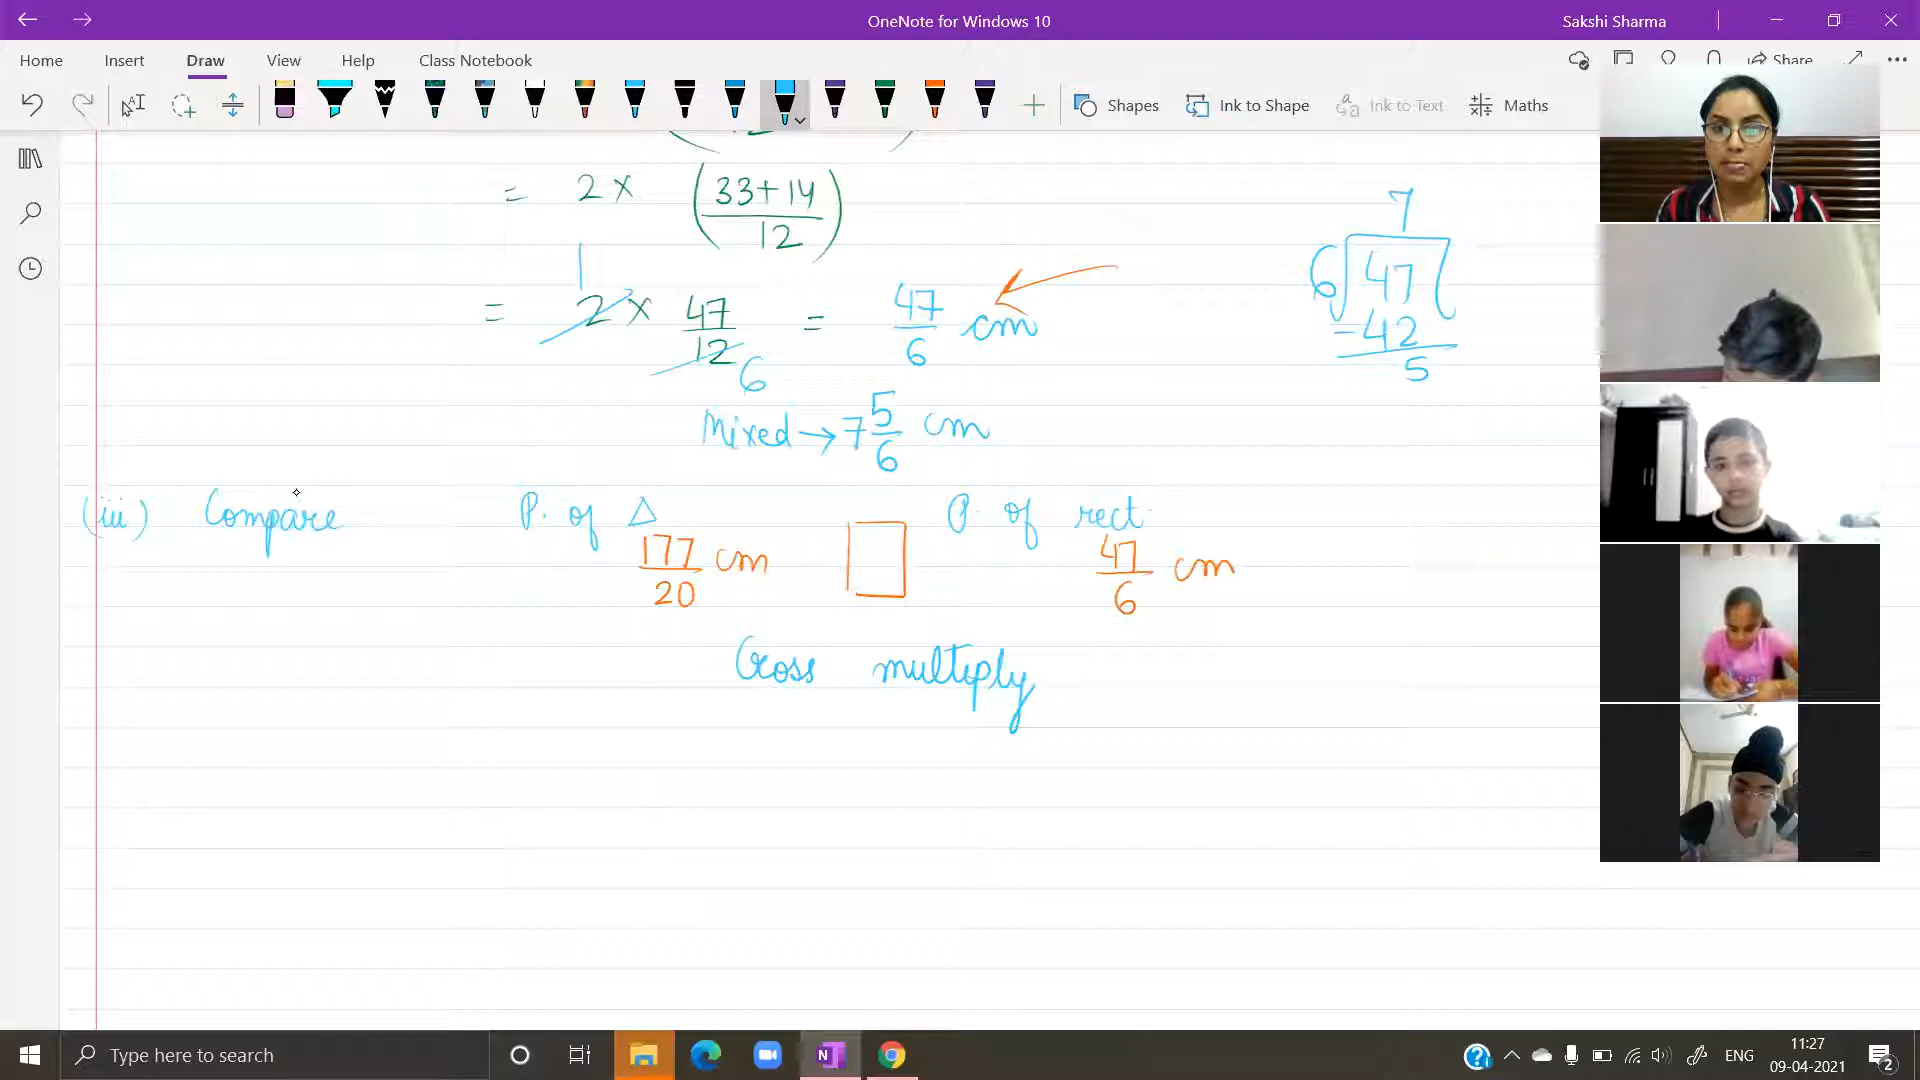 OneNote for Windows 10
Sakshi Sharma
Home Insert Draw View Help Class Notebook Share
Shapes Ink to Shape Ink to Text Maths
= 2 × (33+14/12)
= 2 × 47/12 = 47/6 cm
1
6
Mixed → 7 5/6 cm
7
6 47
-42
5
(iii) Compare P. of △ P. of rect.
177/20 cm 47/6 cm
Cross multiply
Type here to search
ENG
11:27
09-04-2021
2